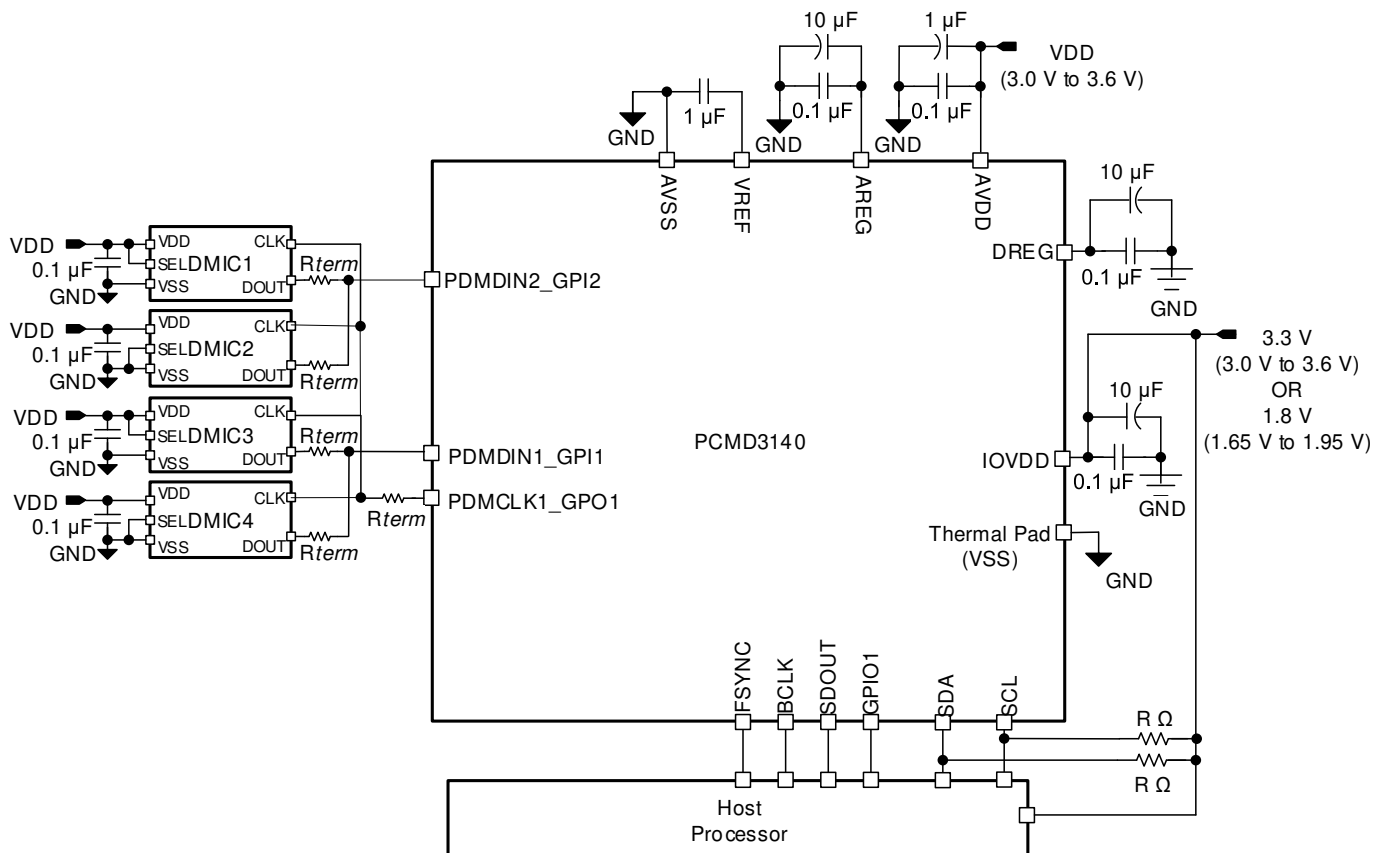 10 µF
1 µF
VDD
(3.0 V to 3.6 V)
0.1 µF
0.1 µF
1 µF
GND
GND
GND
AVSS
VREF
AREG
AVDD
10 µF
DREG
0.1 µF
GND
VDD
0.1 µF
GND
VDD
CLK
SEL
DMIC1
VSS
DOUT
Rterm
PDMDIN2_GPI2
VDD
0.1 µF
GND
VDD
CLK
SEL
DMIC2
VSS
DOUT
Rterm
VDD
0.1 µF
GND
VDD
CLK
SEL
DMIC3
VSS
DOUT
Rterm
PDMDIN1_GPI1
VDD
0.1 µF
GND
VDD
CLK
SEL
DMIC4
VSS
DOUT
Rterm
Rterm
PDMCLK1_GPO1
PCMD3140
3.3 V
(3.0 V to 3.6 V)
OR
1.8 V
(1.65 V to 1.95 V)
10 µF
IOVDD
0.1 µF
GND
Thermal Pad
(VSS)
GND
FSYNC
BCLK
SDOUT
GPIO1
SDA
SCL
R Ω
R Ω
Host
Processor